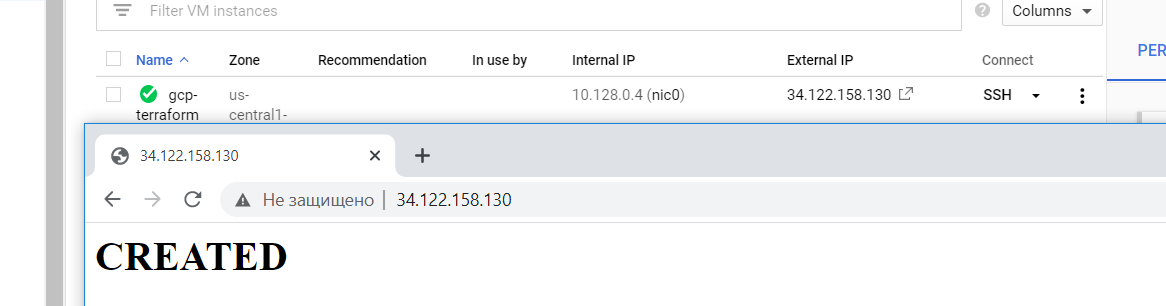 Filter VM instances
Columns
Name Zone Recommendation In use by Internal IP External IP Connect
gcp- us- 10.128.0.4 (nic0) 34.122.158.130 SSH
terraform central1-
PER
34.122.158.130
Не защищено 34.122.158.130
CREATED